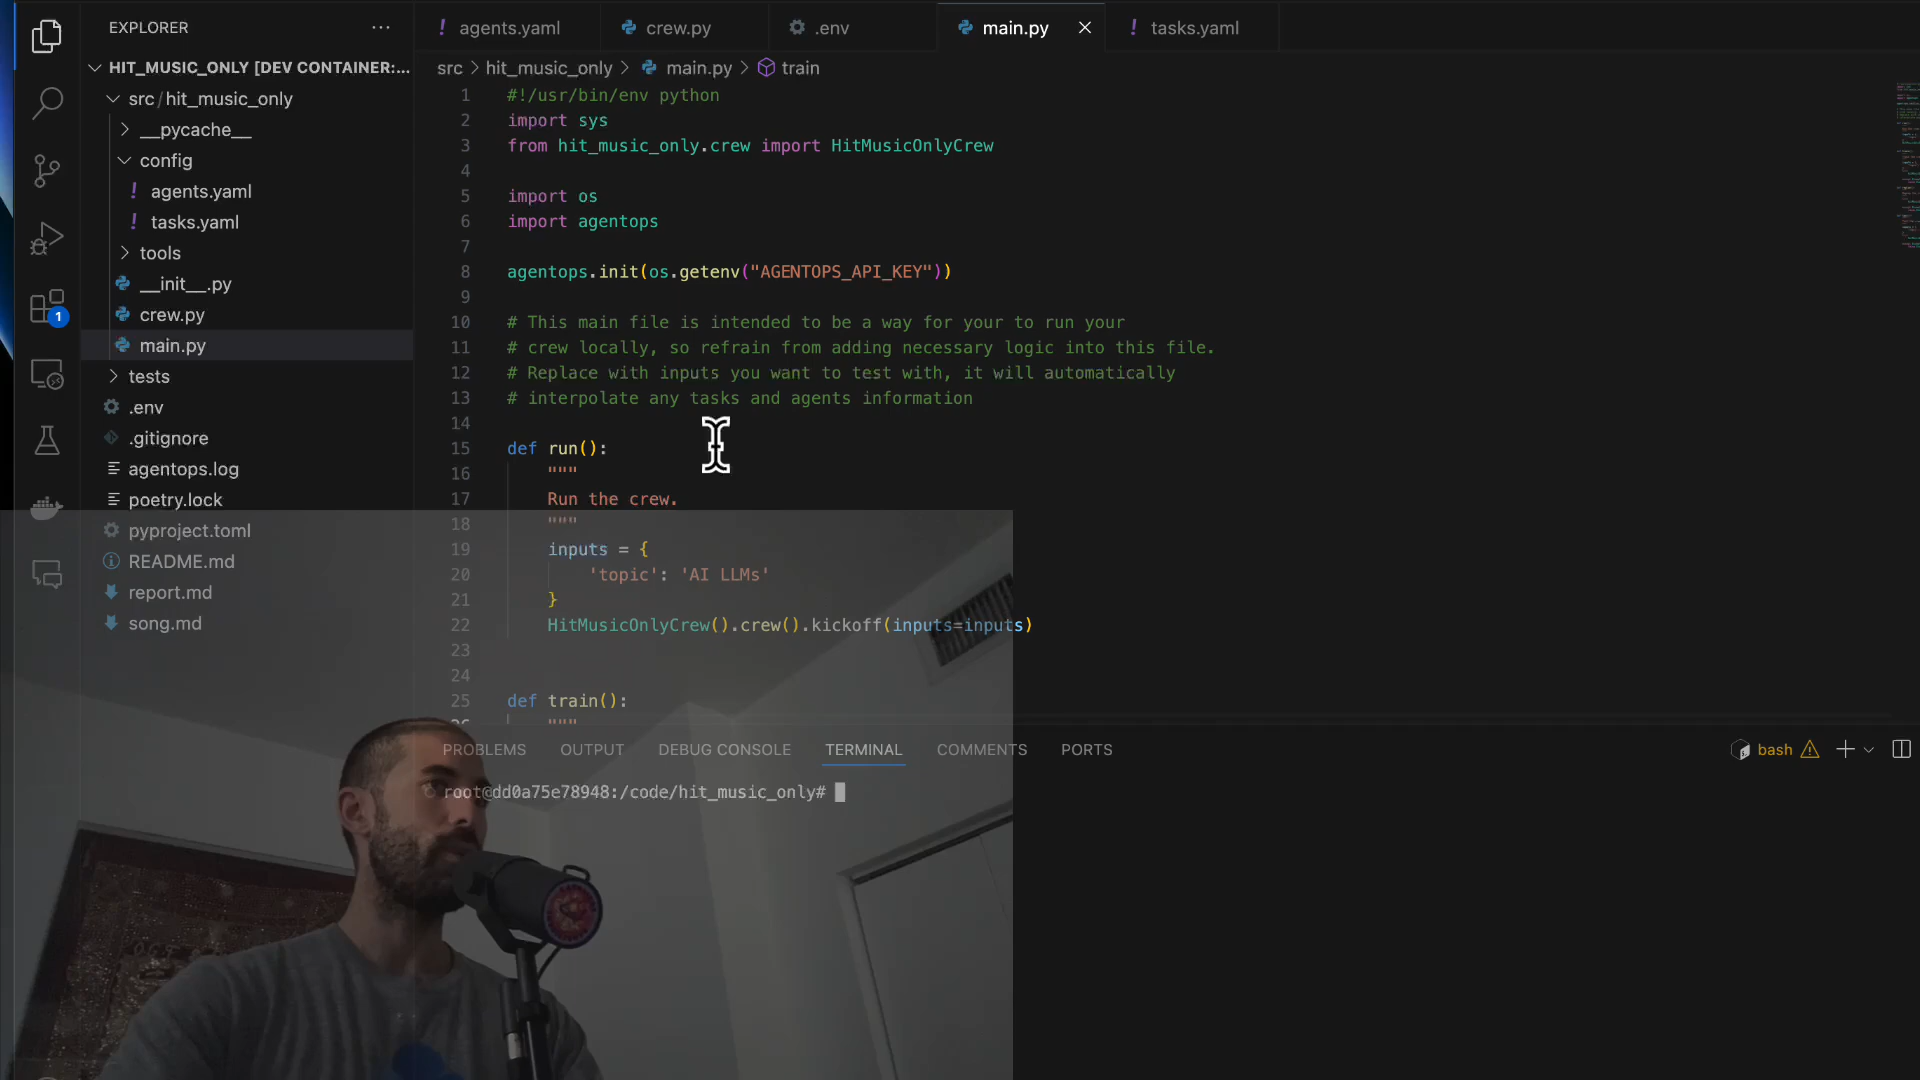 EXPLORER
HIT_MUSIC_ONLY [DEV CONTAINER:...
src/hit_music_only
__pycache__
config
! agents.yaml
! tasks.yaml
tools
__init__.py
crew.py
main.py
tests
.env
.gitignore
agentops.log
poetry.lock
pyproject.toml
README.md
report.md
song.md
1
! agents.yaml
crew.py
.env
main.py
! tasks.yaml
src > hit_music_only > main.py > train
1 #!/usr/bin/env python
2 import sys
3 from hit_music_only.crew import HitMusicOnlyCrew
4
5 import os
6 import agentops
7
8 agentops.init(os.getenv("AGENTOPS_API_KEY"))
9
10 # This main file is intended to be a way for your to run your
11 # crew locally, so refrain from adding necessary logic into this file.
12 # Replace with inputs you want to test with, it will automatically
13 # interpolate any tasks and agents information
14
15 def run():
16 """
17 Run the crew.
18 """
19 inputs = {
20 'topic': 'AI LLMs'
21 }
22 HitMusicOnlyCrew().crew().kickoff(inputs=inputs)
23
24
25 def train():
26 """
PROBLEMS OUTPUT DEBUG CONSOLE TERMINAL COMMENTS PORTS
bash
root@dd0a75e78948:/code/hit_music_only#